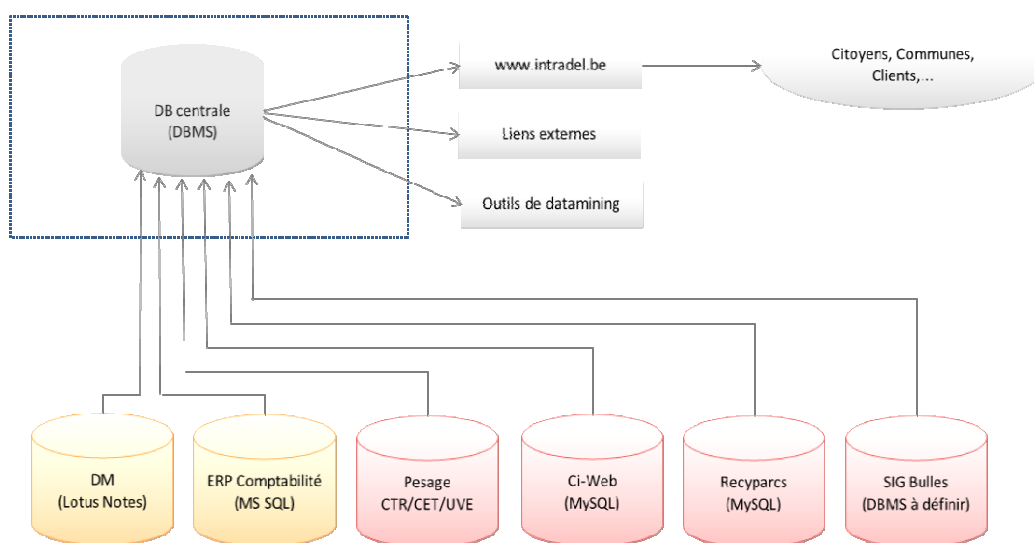 www.intradel.be
Citoyens, Communes,
Clients,...
DB centrale
(DBMS)
Liens externes
Outils de datamining
DM
(Lotus Notes)
ERP Comptabilité
(MS SQL)
Pesage
CTR/CET/UVE
Ci-Web
(MySQL)
Recyparcs
(MySQL)
SIG Bulles
(DBMS à définir)